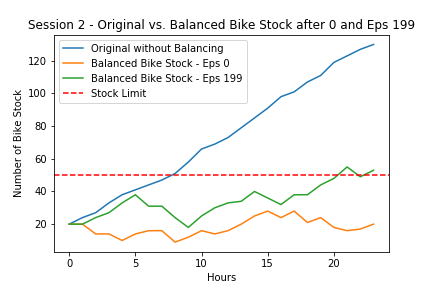 Session 2 - Original vs. Balanced Bike Stock after 0 and Eps 199
Original without Balancing
Balanced Bike Stock - Eps 0
Balanced Bike Stock - Eps 199
Stock Limit
Number of Bike Stock
120
100
80
60
40
20
0 5 10 15 20
Hours